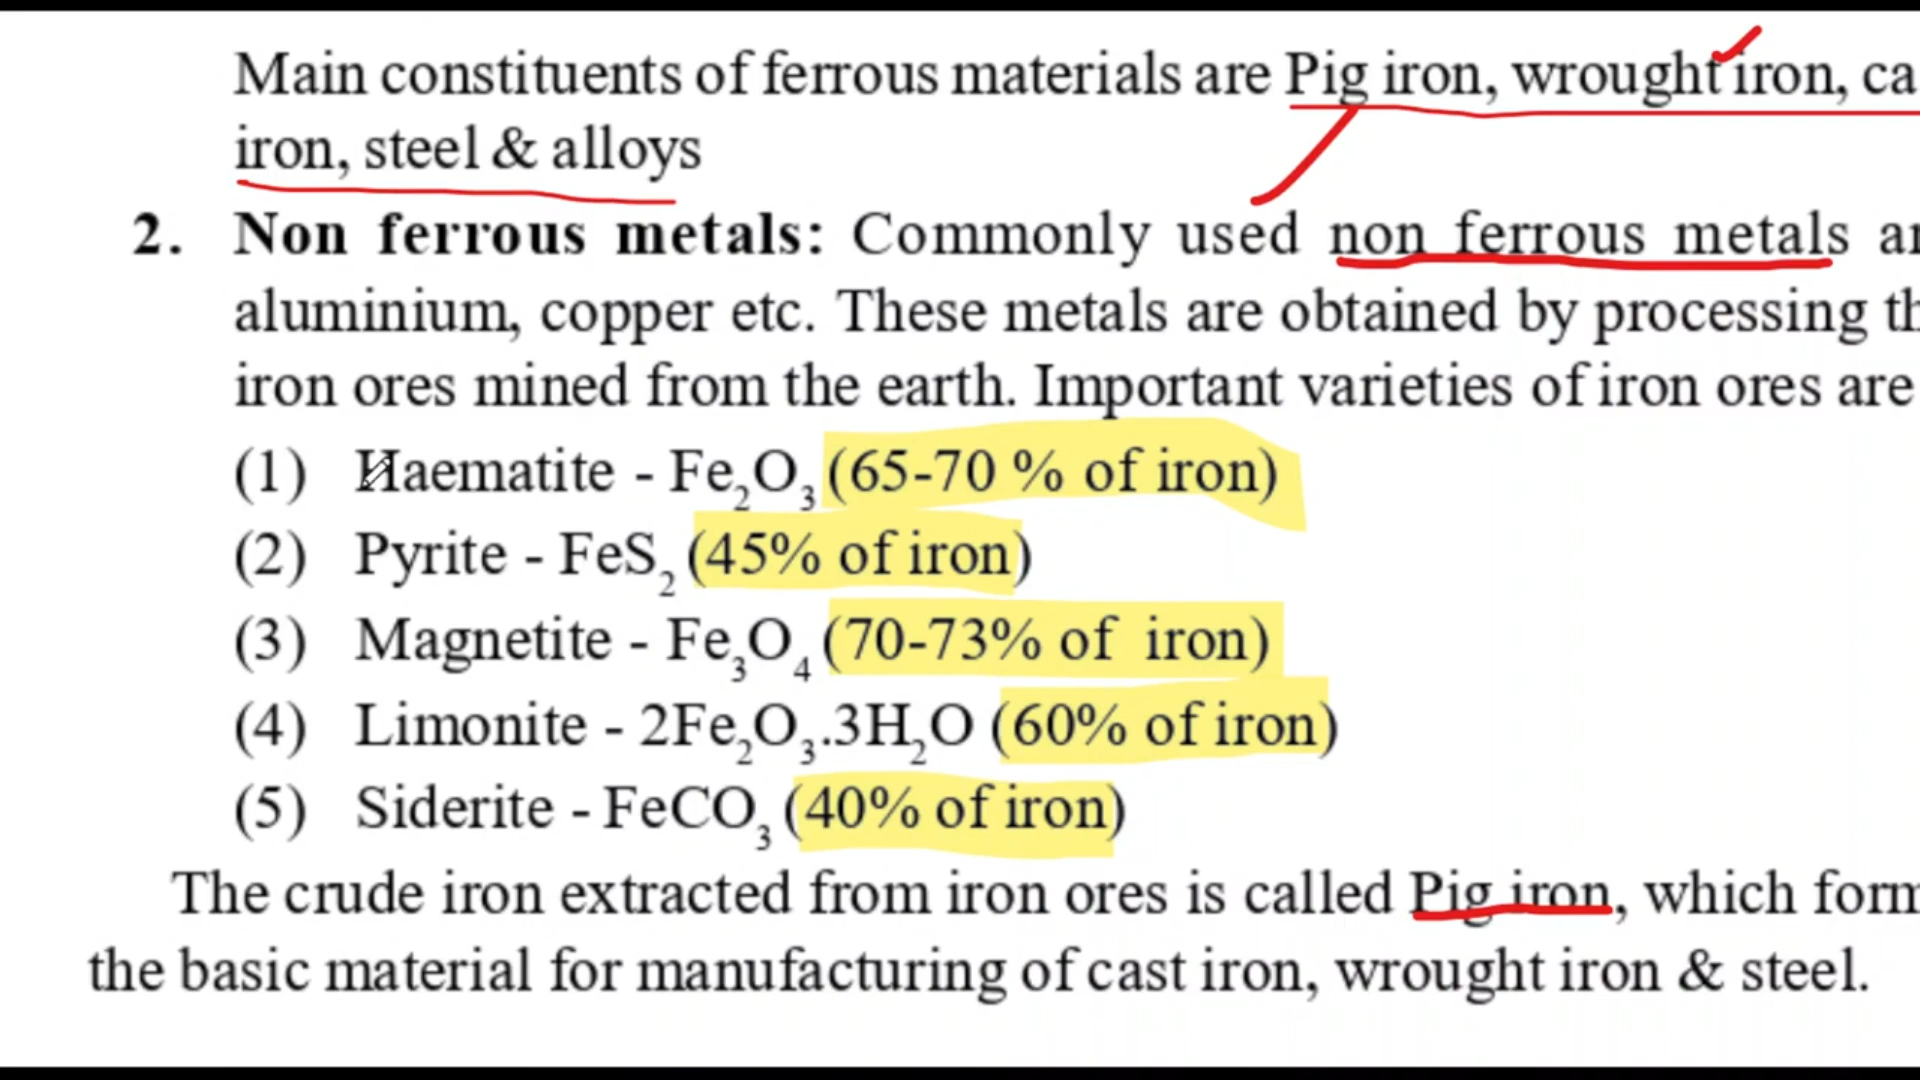 Main constituents of ferrous materials are Pig iron, wrought iron, ca
iron, steel & alloys
2. Non ferrous metals: Commonly used non ferrous metals ar
aluminium, copper etc. These metals are obtained by processing th
iron ores mined from the earth. Important varieties of iron ores are
(1) Haematite - Fe₂O₃ (65-70 % of iron)
(2) Pyrite - FeS₂ (45% of iron)
(3) Magnetite - Fe₃O₄ (70-73% of iron)
(4) Limonite - 2Fe₂O₃.3H₂O (60% of iron)
(5) Siderite - FeCO₃ (40% of iron)
The crude iron extracted from iron ores is called Pig iron, which form
the basic material for manufacturing of cast iron, wrought iron & steel.